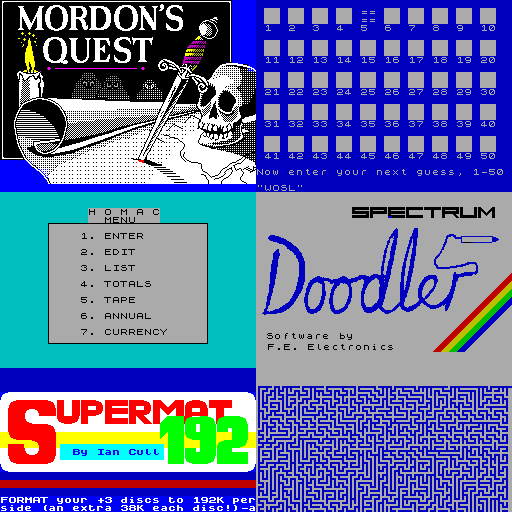 MORDON'S
QUEST
1 2 3 4 5 6 7 8 9 10
11 12 13 14 15 16 17 18 19 20
21 22 23 24 25 26 27 28 29 30
31 32 33 34 35 36 37 38 39 40
41 42 43 44 45 46 47 48 49 50
Now enter your next guess, 1-50
"WOSL"
H O M A C
MENU
1. ENTER
2. EDIT
3. LIST
4. TOTALS
5. TAPE
6. ANNUAL
7. CURRENCY
SPECTRUM
Doodler
Software by
F.E. Electronics
SUPERMAT
192
By Ian Cull
FORMAT your +3 discs to 192K per
side (an extra 38K each disc!)-a